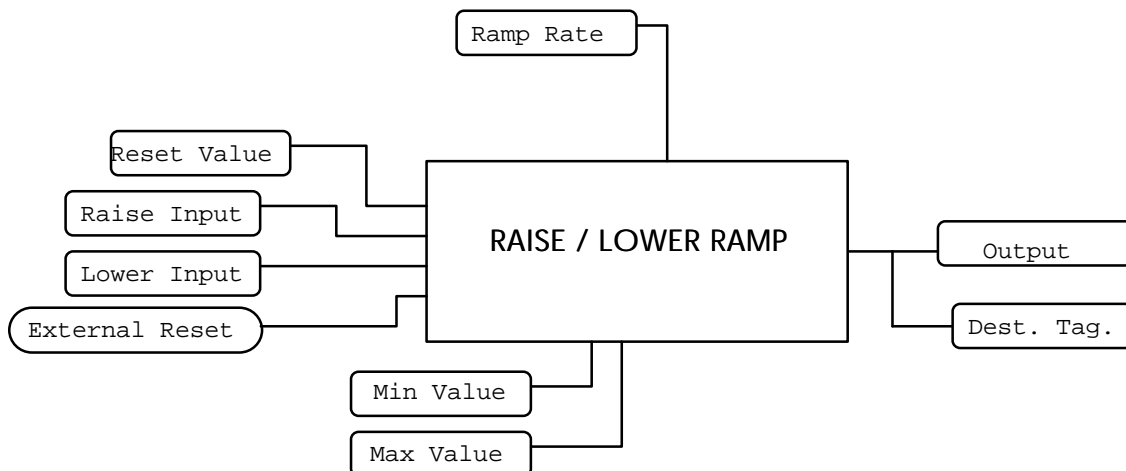 Ramp Rate
Reset Value
Raise Input
Lower Input
External Reset
RAISE / LOWER RAMP
Output
Dest. Tag.
Min Value
Max Value